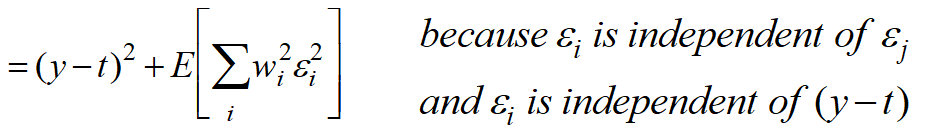 = (y − t)² + E[∑ᵢ wᵢ²εᵢ²]
because εᵢ is independent of εⱼ
and εᵢ is independent of (y − t)